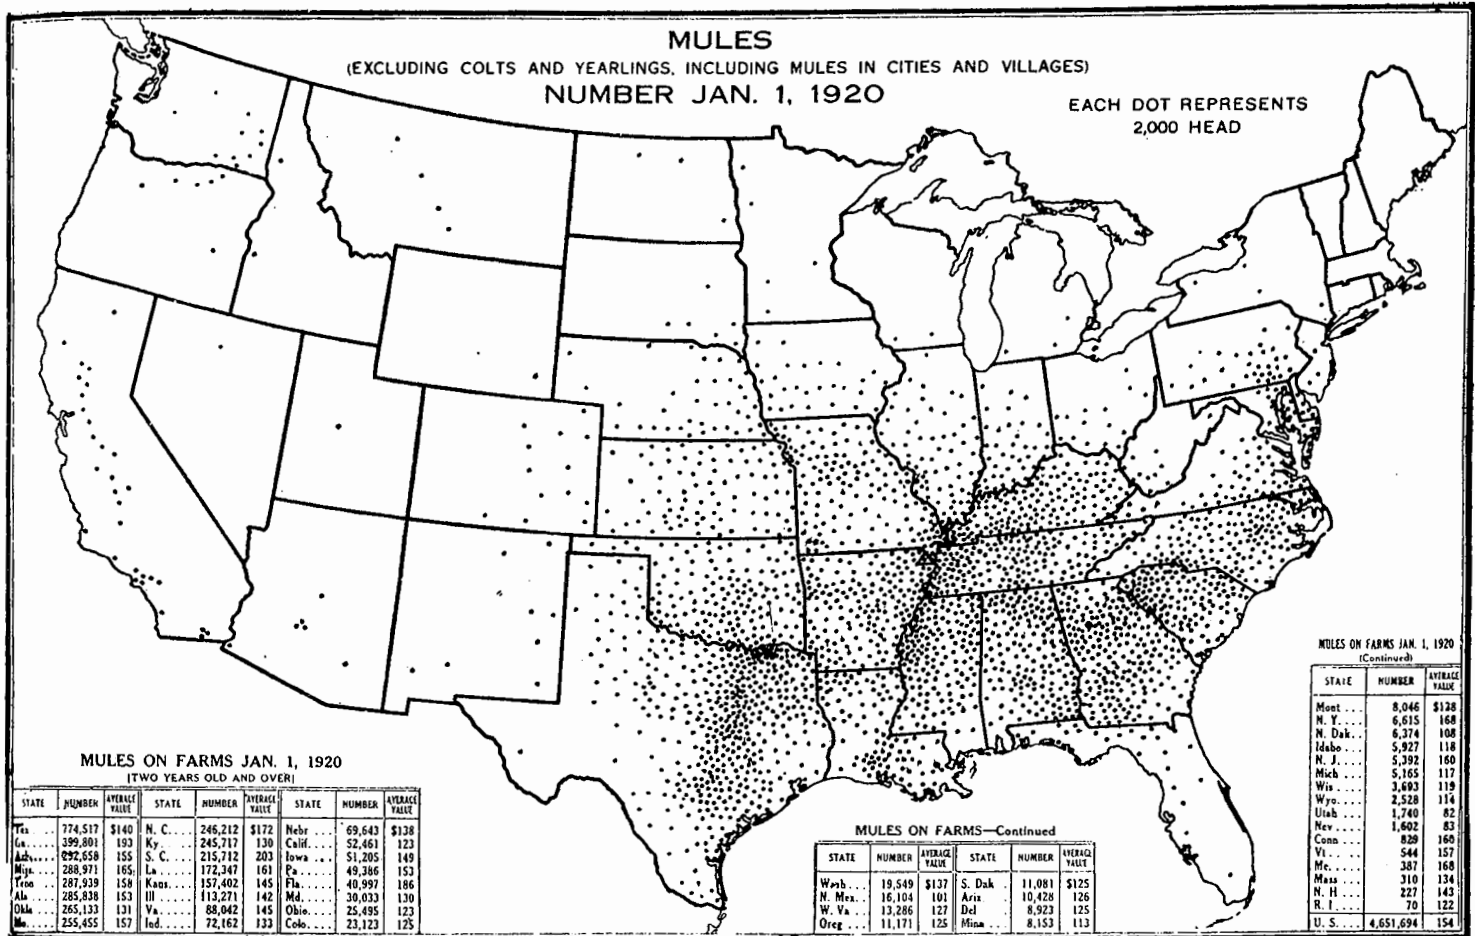 MULES
(EXCLUDING COLTS AND YEARLINGS, INCLUDING MULES IN CITIES AND VILLAGES)
NUMBER JAN. 1, 1920
EACH DOT REPRESENTS
2,000 HEAD
MULES ON FARMS JAN. 1, 1920
(TWO YEARS OLD AND OVER)
STATE NUMBER AVERAGE VALUE STATE NUMBER AVERAGE VALUE STATE NUMBER AVERAGE VALUE
Tex 774,517 $140 N. C. 246,212 $172 Nebr 69,643 $138
Ga. 399,801 193 Ky. 245,717 130 Calif. 52,461 123
Ark. 292,658 155 S. C. 215,712 203 Iowa 51,205 149
Miss. 288,971 165 La 172,347 161 Pa 49,386 153
Tenn 287,939 158 Kans. 157,402 145 Fla. 40,997 186
Ala 285,838 153 Ill 113,271 142 Md. 30,033 130
Okla 265,133 131 Va. 88,042 145 Ohio. 25,495 123
Mo. 255,455 157 Ind. 72,162 133 Colo. 23,123 125
MULES ON FARMS—Continued
STATE NUMBER AVERAGE VALUE STATE NUMBER AVERAGE VALUE
Wash 19,549 $137 S. Dak 11,081 $125
N. Mex. 16,104 101 Ariz 10,428 126
W. Va 13,286 127 Del 8,923 125
Oreg 11,171 125 Minn 8,153 113
MULES ON FARMS JAN. 1, 1920
(Continued)
STATE NUMBER AVERAGE VALUE
Mont 8,046 $128
N. Y. 6,615 168
N. Dak. 6,374 108
Idaho 5,927 118
N. J. 5,392 160
Mich 5,165 117
Wis 3,693 119
Wyo. 2,528 114
Utah 1,740 82
Nev 1,602 83
Conn 829 160
Vt 544 157
Me. 387 168
Mass 310 134
N. H 227 143
R. I 70 122
U. S. 4,651,694 154